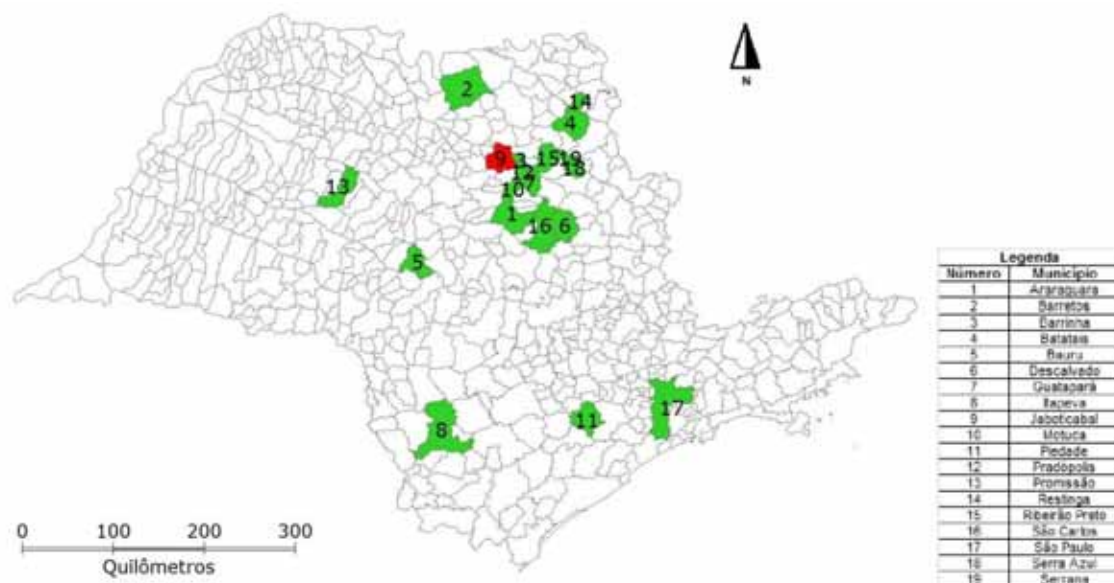 N
2
14
4
9
3
15
19
18
12
7
10
13
1
16
6
5
17
11
8
0 100 200 300
Quilômetros
Legenda
Número Município
1 Araraquara
2 Barretos
3 Barrinha
4 Batatais
5 Bauru
6 Descalvado
7 Guatapará
8 Itapeva
9 Jaboticabal
10 Motuca
11 Piedade
12 Pradópolis
13 Promissão
14 Restinga
15 Ribeirão Preto
16 São Carlos
17 São Paulo
18 Serra Azul
19 Serrana